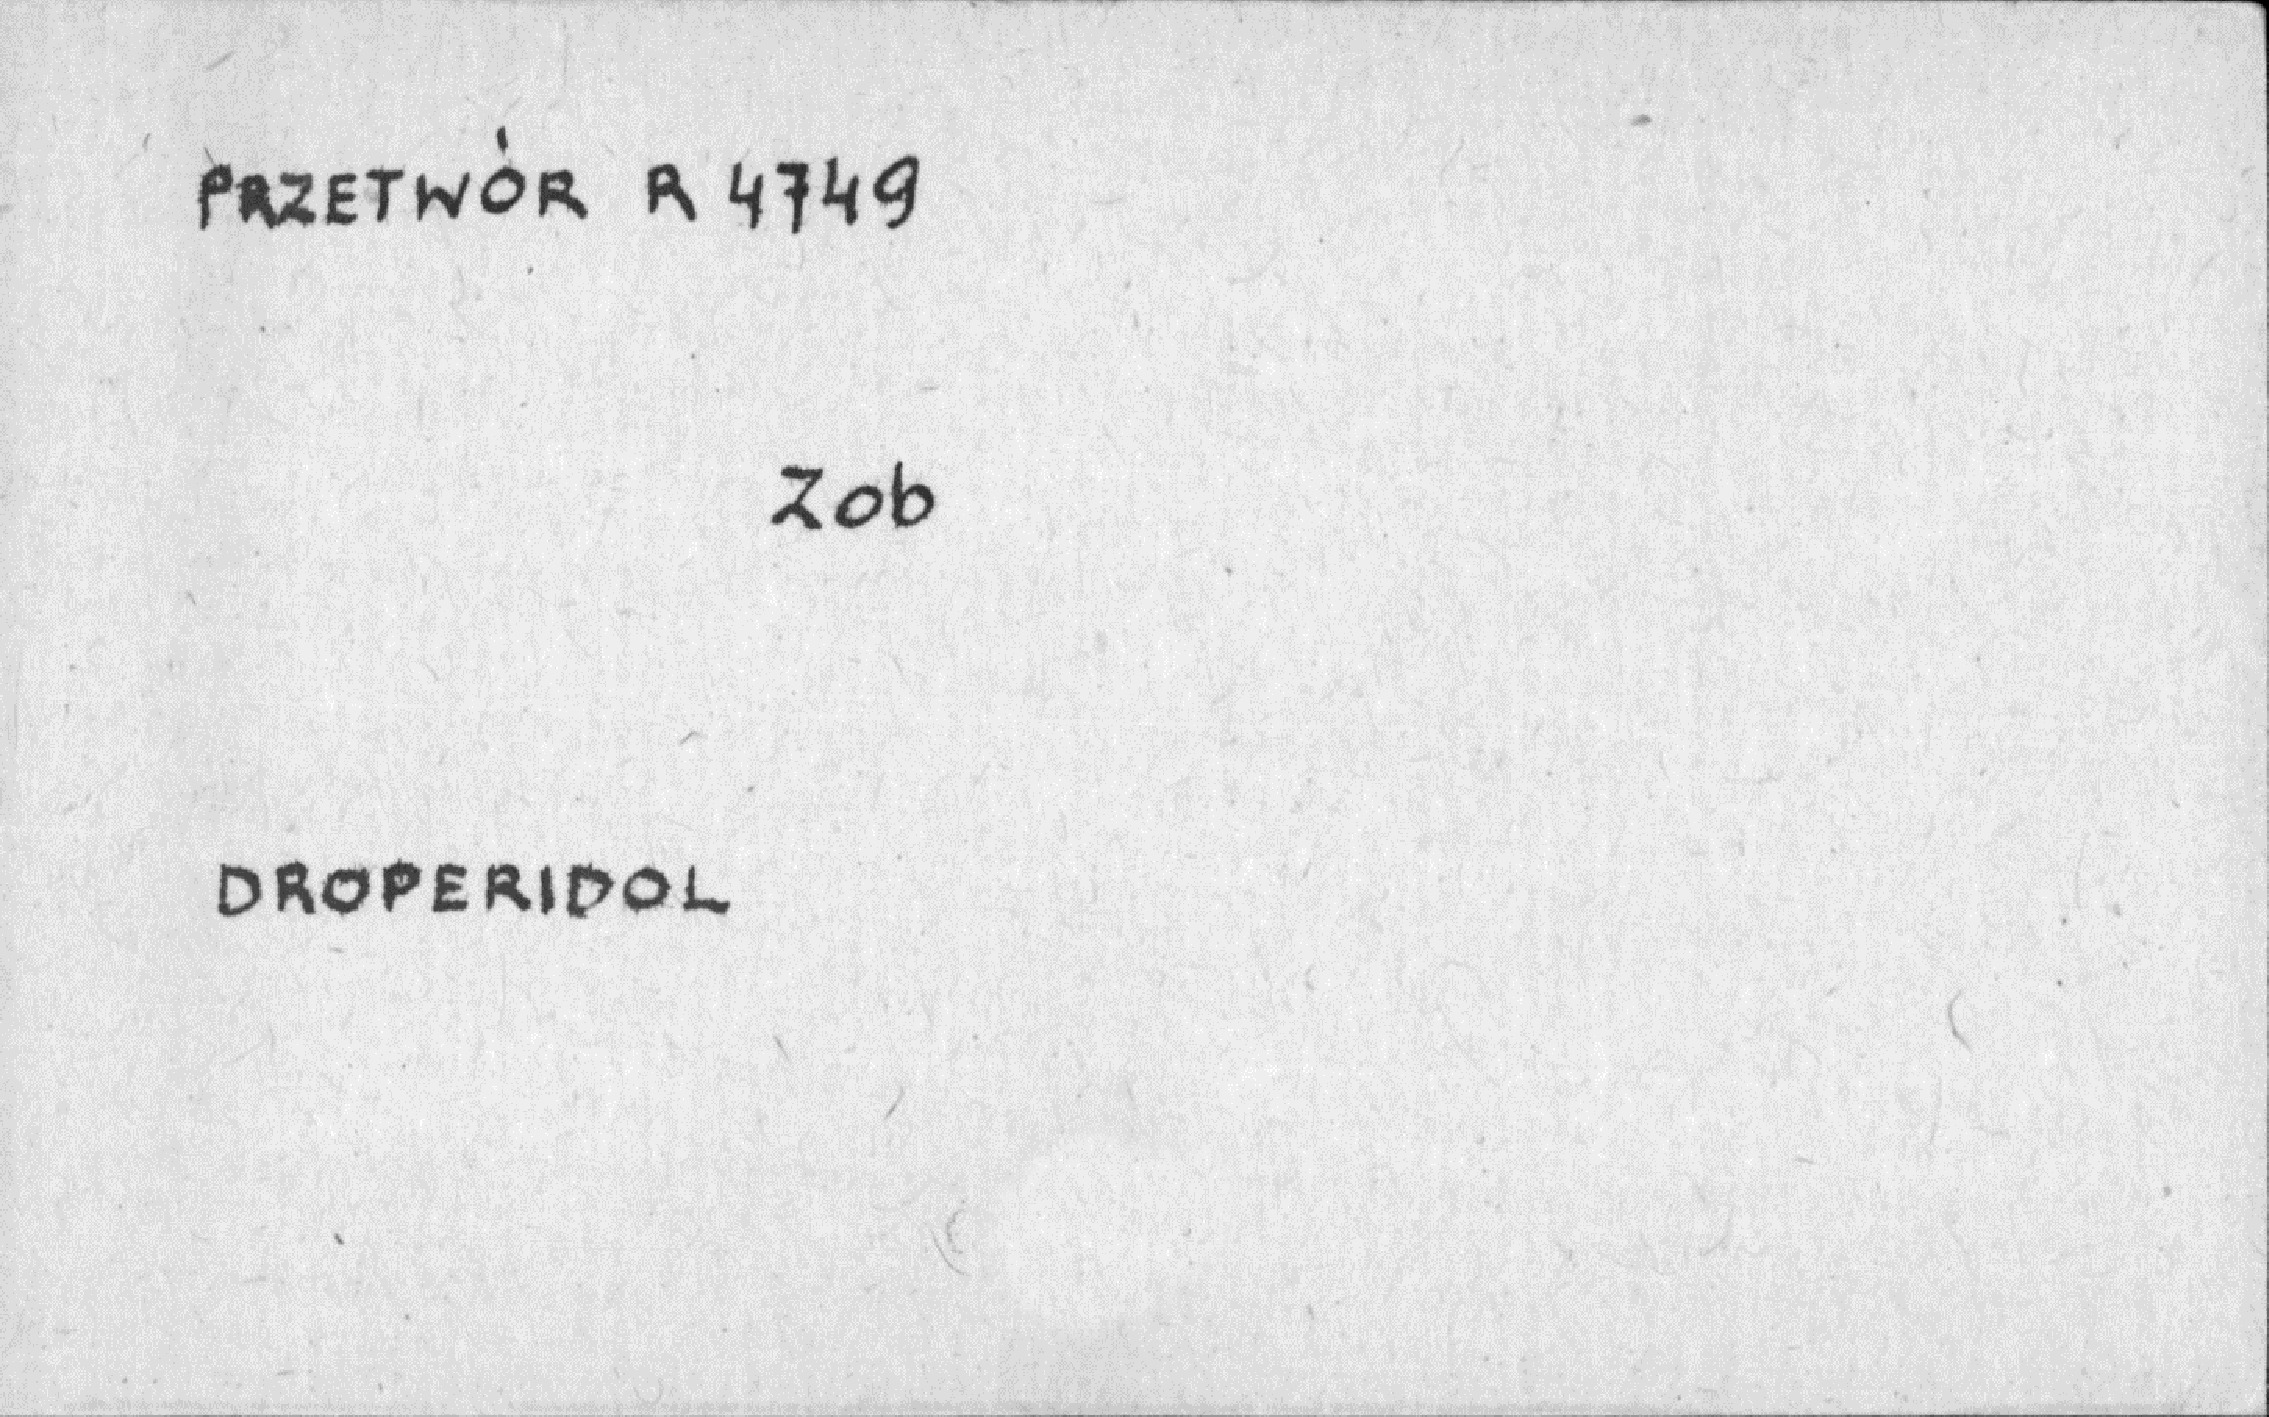 PRZETWÓR R 4749
Zob
DROPERIDOL